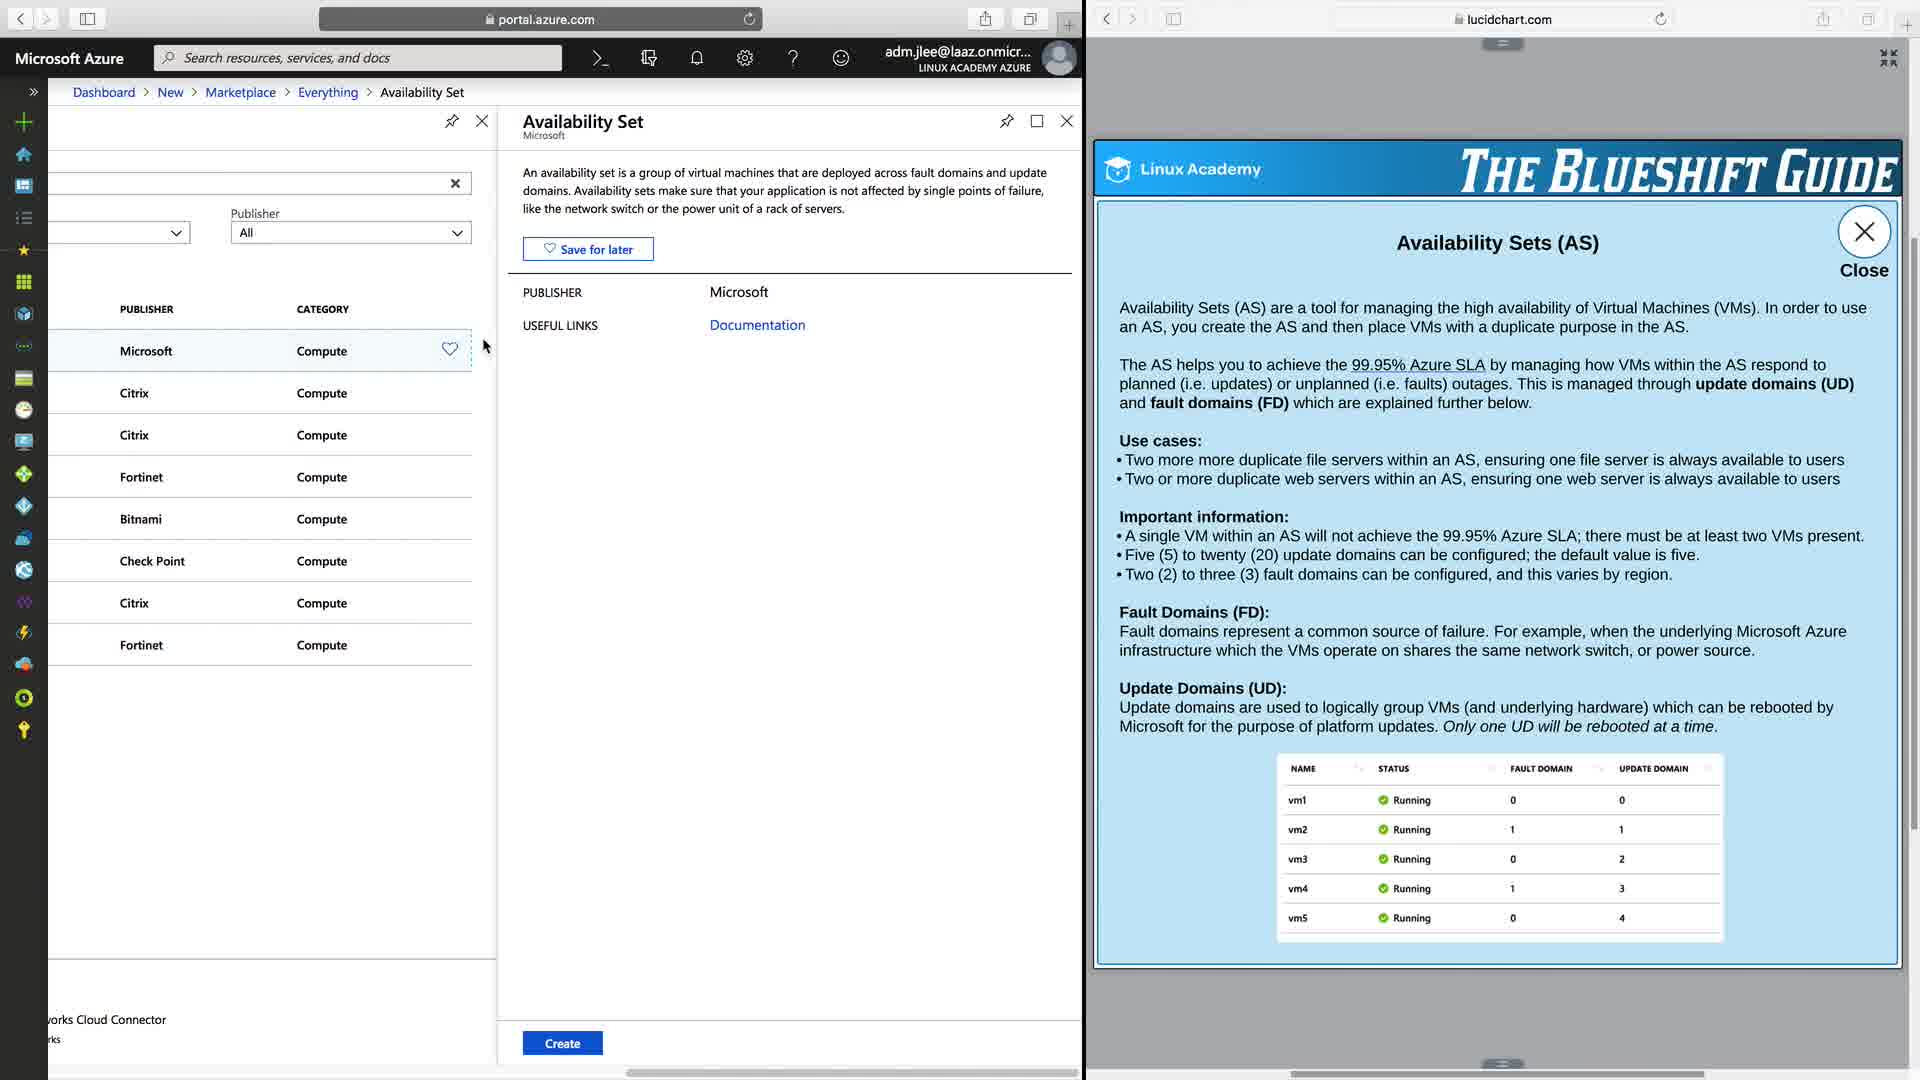 portal.azure.com
Microsoft Azure
Search resources, services, and docs
adm.jlee@laaz.onmicr...
LINUX ACADEMY AZURE
Dashboard > New > Marketplace > Everything > Availability Set
Publisher
All
PUBLISHER CATEGORY
Microsoft Compute
Citrix Compute
Citrix Compute
Fortinet Compute
Bitnami Compute
Check Point Compute
Citrix Compute
Fortinet Compute
Cloud Connector
Availability Set
Microsoft
An availability set is a group of virtual machines that are deployed across fault domains and update
domains. Availability sets make sure that your application is not affected by single points of failure,
like the network switch or the power unit of a rack of servers.
Save for later
PUBLISHER Microsoft
USEFUL LINKS Documentation
Create
lucidchart.com
Linux Academy
THE BLUESHIFT GUIDE
Availability Sets (AS)
Close
Availability Sets (AS) are a tool for managing the high availability of Virtual Machines (VMs). In order to use
an AS, you create the AS and then place VMs with a duplicate purpose in the AS.
The AS helps you to achieve the 99.95% Azure SLA by managing how VMs within the AS respond to
planned (i.e. updates) or unplanned (i.e. faults) outages. This is managed through update domains (UD)
and fault domains (FD) which are explained further below.
Use cases:
• Two more more duplicate file servers within an AS, ensuring one file server is always available to users
• Two or more duplicate web servers within an AS, ensuring one web server is always available to users
Important information:
• A single VM within an AS will not achieve the 99.95% Azure SLA; there must be at least two VMs present.
• Five (5) to twenty (20) update domains can be configured; the default value is five.
• Two (2) to three (3) fault domains can be configured, and this varies by region.
Fault Domains (FD):
Fault domains represent a common source of failure. For example, when the underlying Microsoft Azure
infrastructure which the VMs operate on shares the same network switch, or power source.
Update Domains (UD):
Update domains are used to logically group VMs (and underlying hardware) which can be rebooted by
Microsoft for the purpose of platform updates. Only one UD will be rebooted at a time.
NAME STATUS FAULT DOMAIN UPDATE DOMAIN
vm1 Running 0 0
vm2 Running 1 1
vm3 Running 0 2
vm4 Running 1 3
vm5 Running 0 4